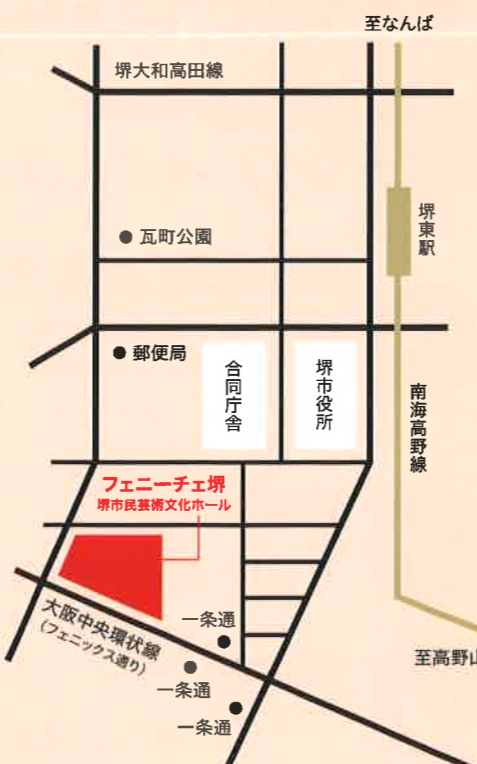 至なんば
堺大和高田線
堺東駅
瓦町公園
郵便局
合同庁舎
堺市役所
南海高野線
フェニーチェ堺
堺市民芸術文化ホール
大阪中央環状線
(フェニックス通り)
一条通
一条通
一条通
至高野山